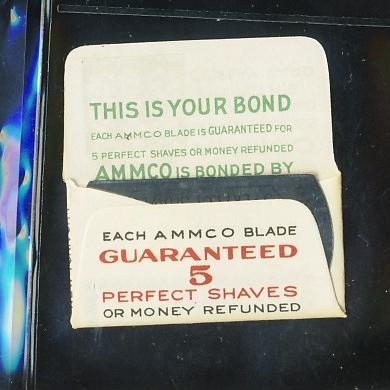 THIS IS YOUR BOND
EACH AMMCO BLADE IS GUARANTEED FOR
5 PERFECT SHAVES OR MONEY REFUNDED
AMMCO IS BONDED BY
EACH AMMCO BLADE
GUARANTEED
5
PERFECT SHAVES
OR MONEY REFUNDED